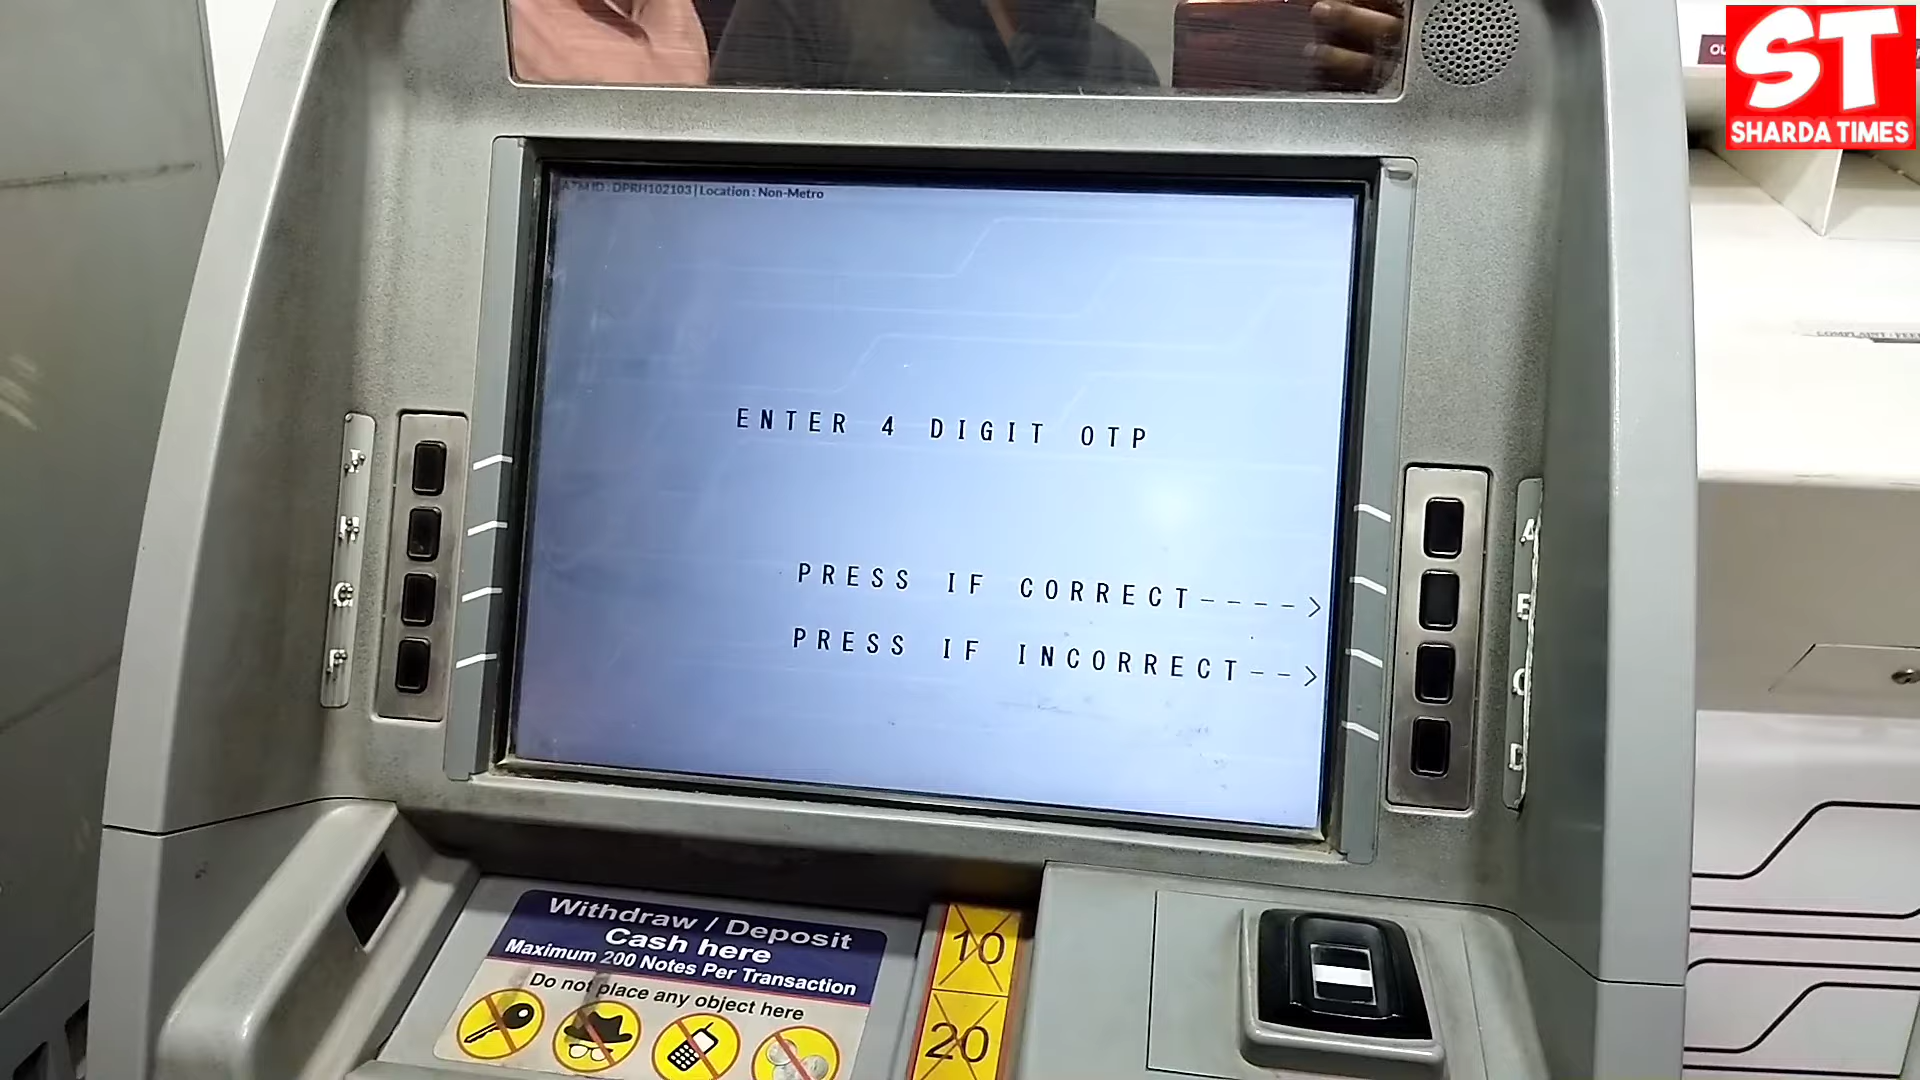 ST
SHARDA TIMES
ATM ID : DPRH102103 | Location : Non-Metro
ENTER 4 DIGIT OTP
PRESS IF CORRECT---->
PRESS IF INCORRECT-->
H
G
F
A
D
Withdraw / Deposit
Cash here
Maximum 200 Notes Per Transaction
Do not place any object here
10
20